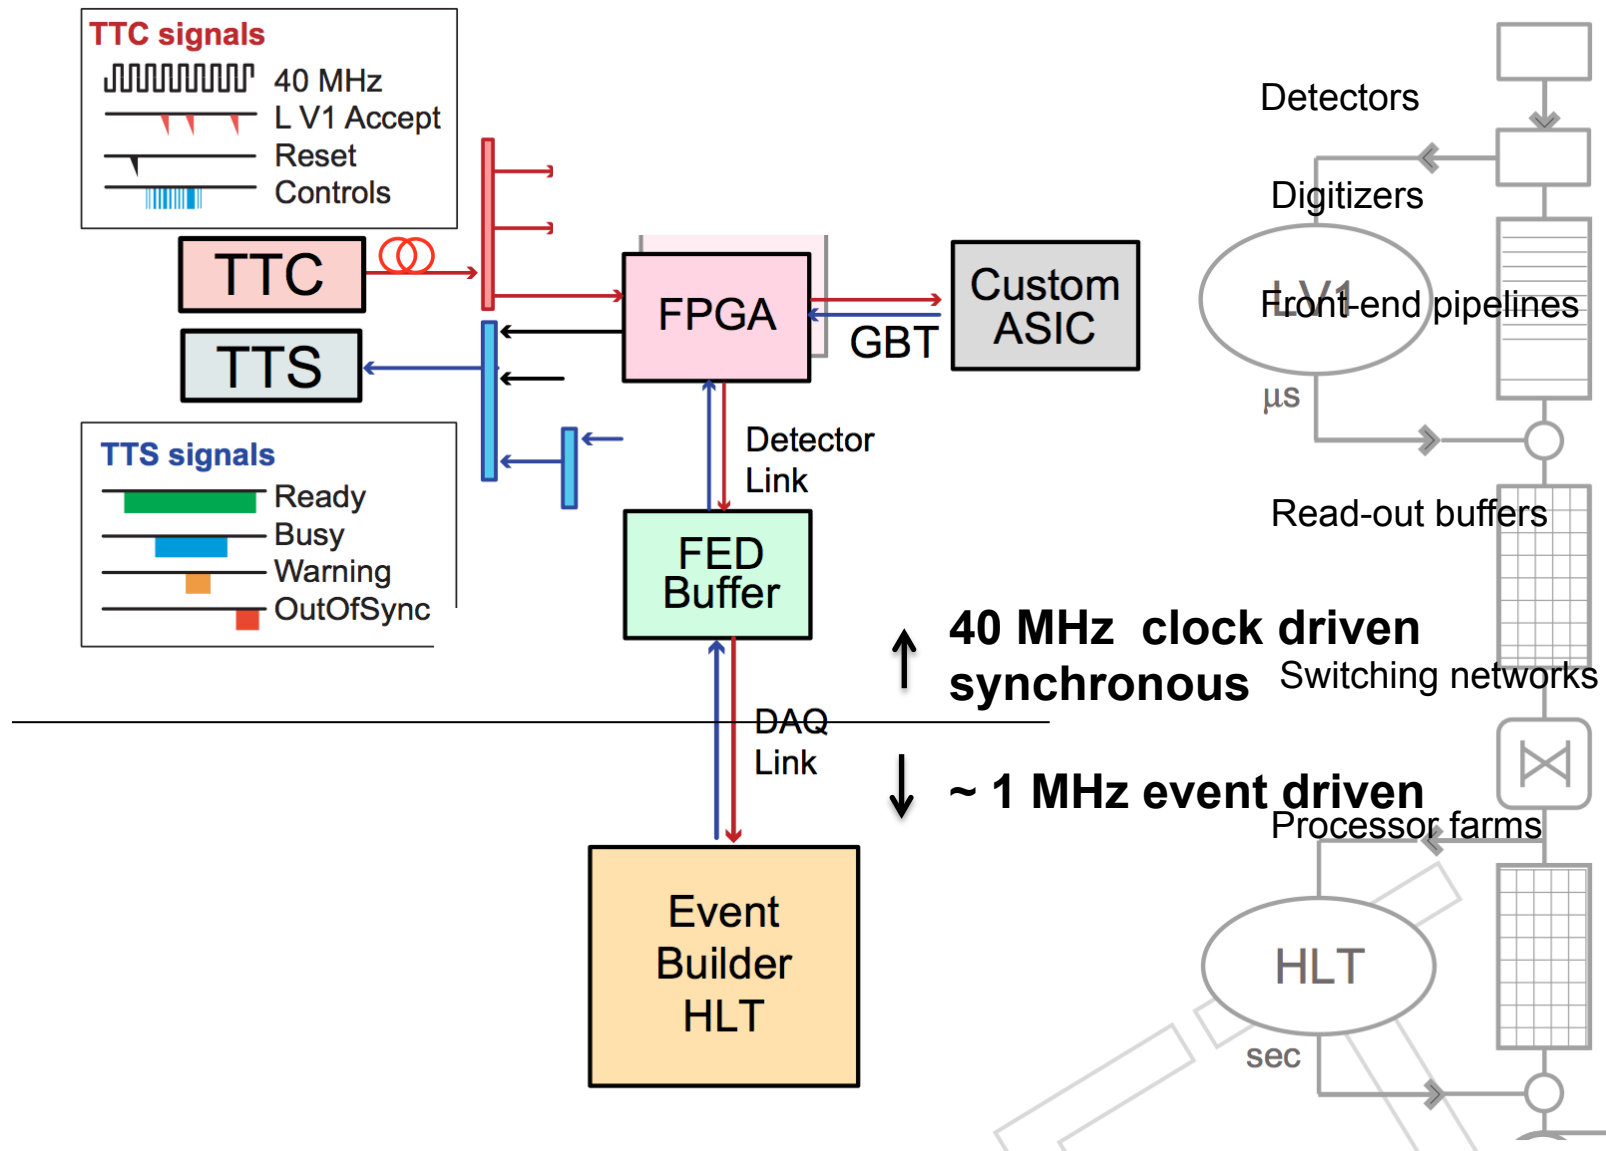 TTC signals
40 MHz
L V1 Accept
Reset
Controls
TTC
TTS
TTS signals
Ready
Busy
Warning
OutOfSync
FPGA
GBT
Custom
ASIC
Detector
Link
FED
Buffer
40 MHz clock driven
synchronous
DAQ
Link
~ 1 MHz event driven
Event
Builder
HLT
Detectors
Digitizers
LV1
Front-end pipelines
µs
Read-out buffers
Switching networks
Processor farms
HLT
sec